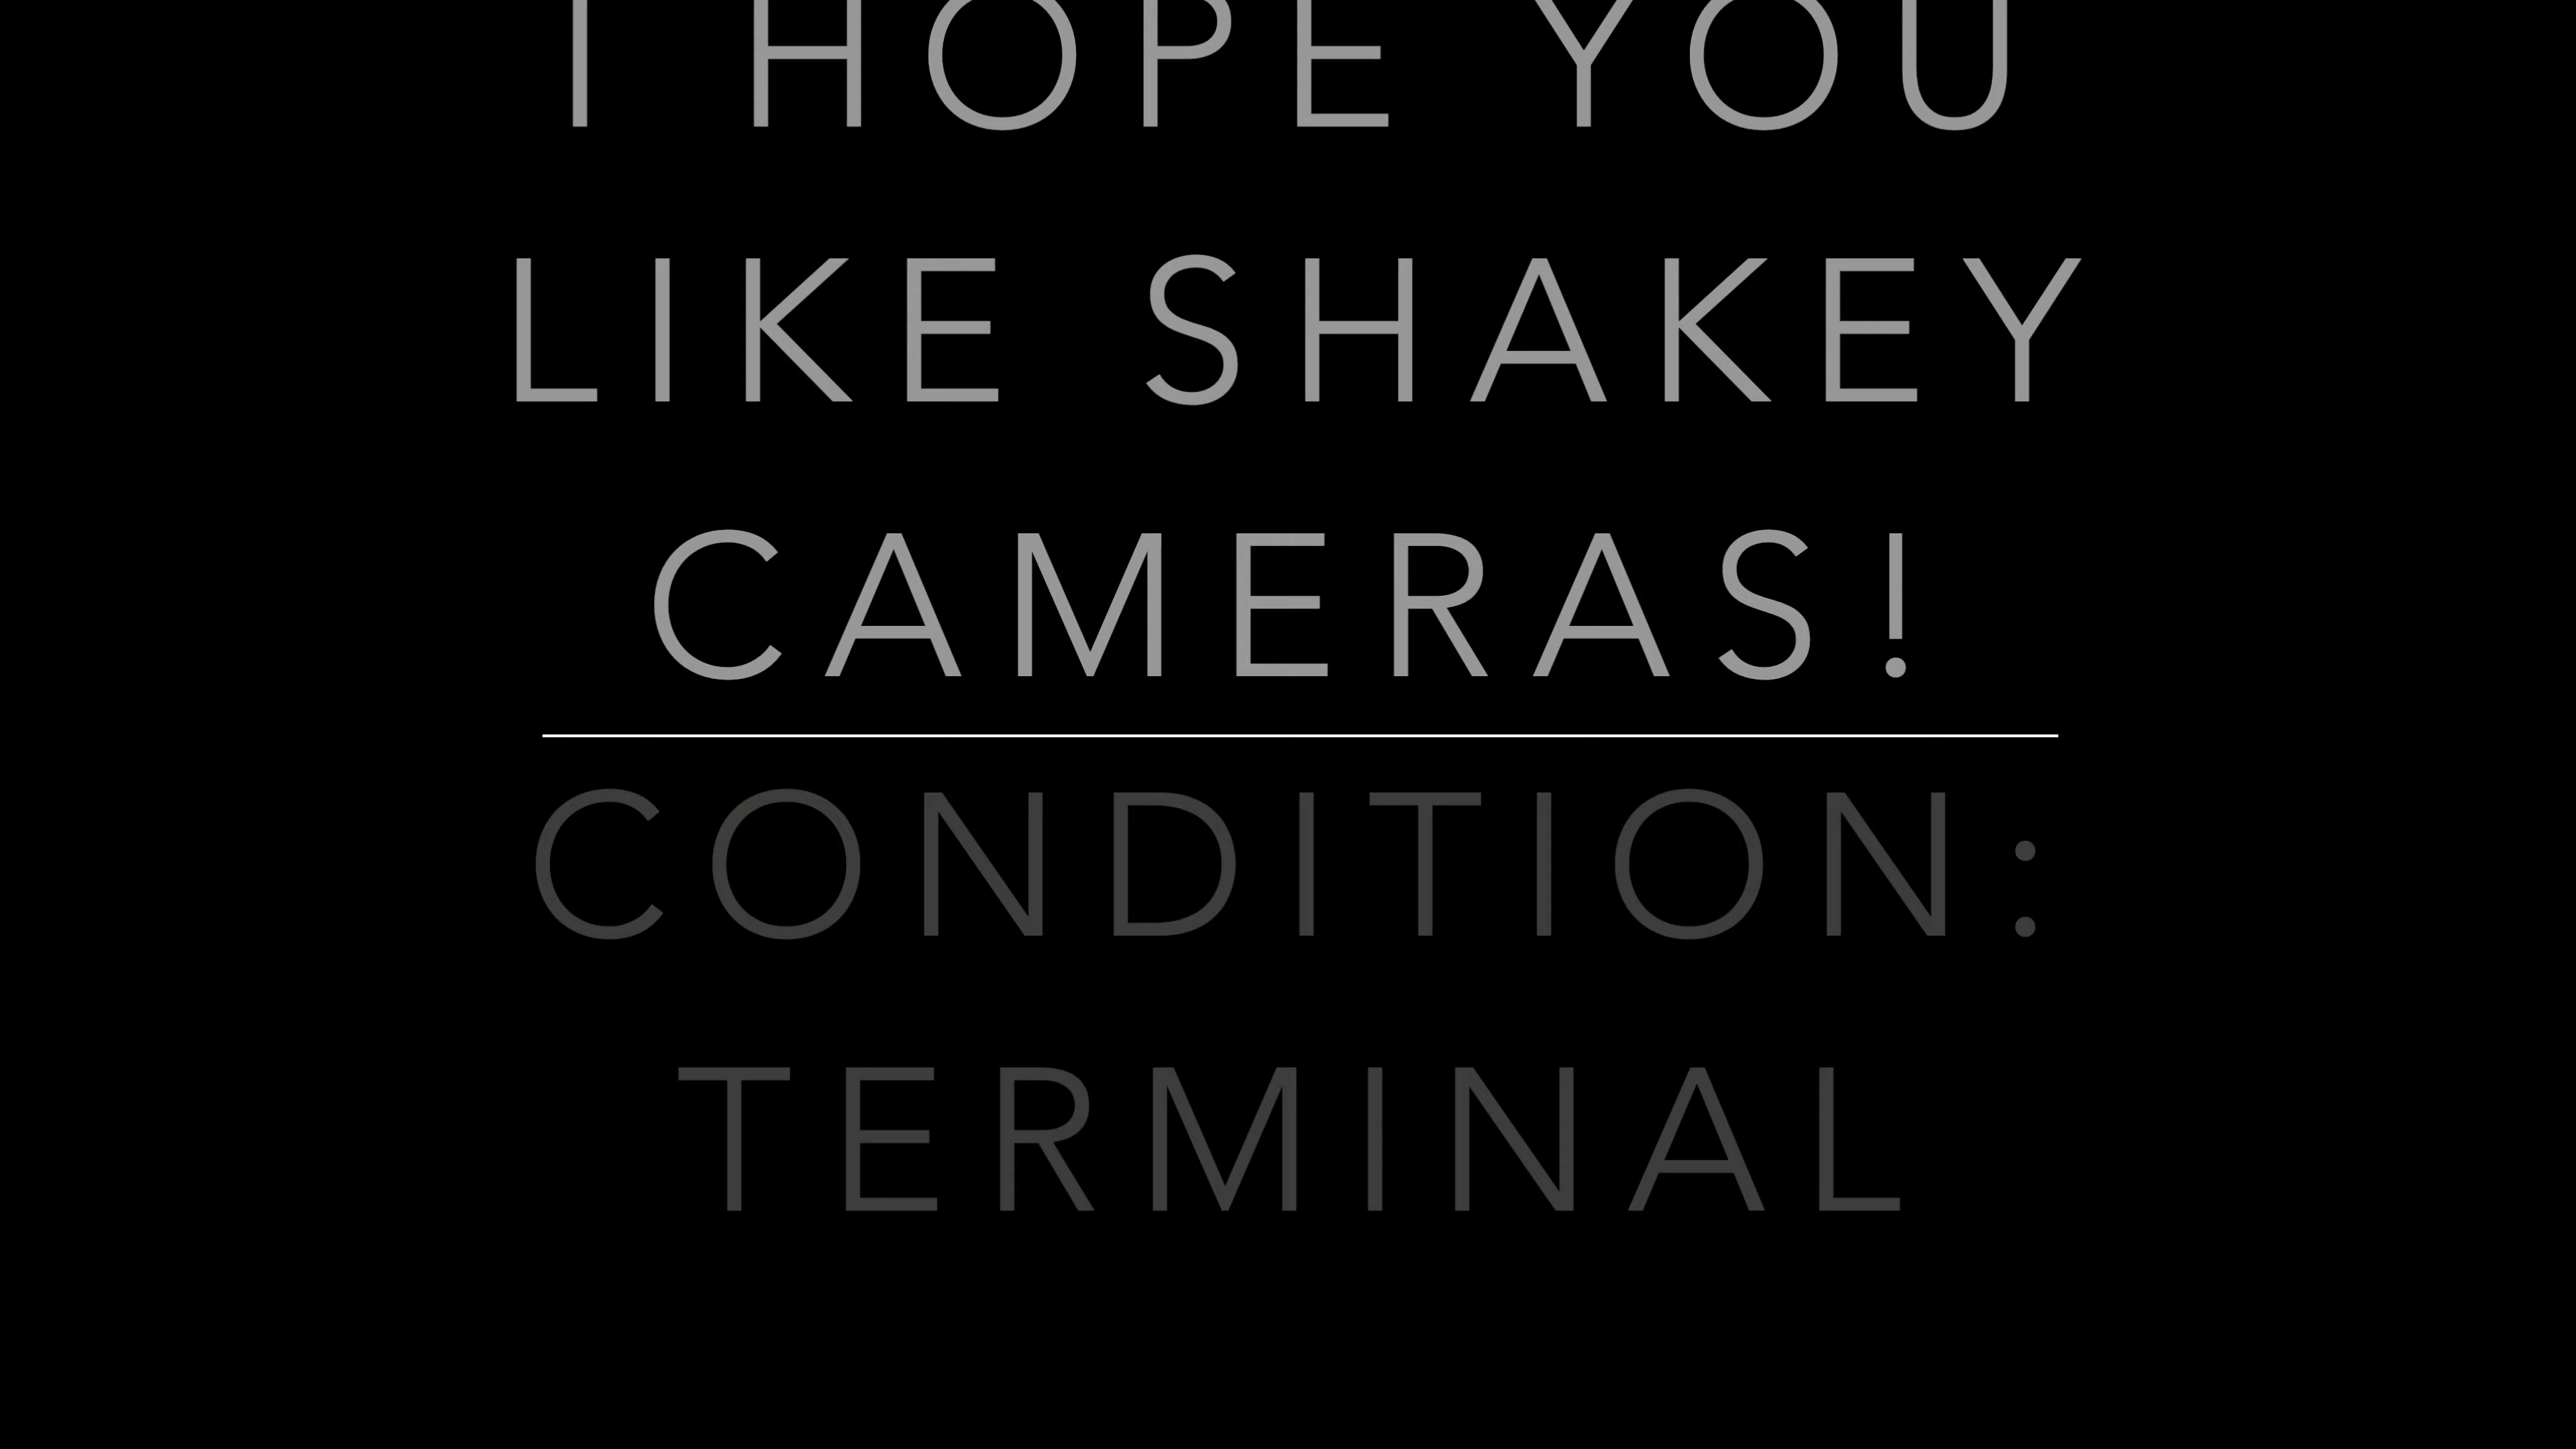 I HOPE YOU
LIKE SHAKEY
CAMERAS!
CONDITION:
TERMINAL